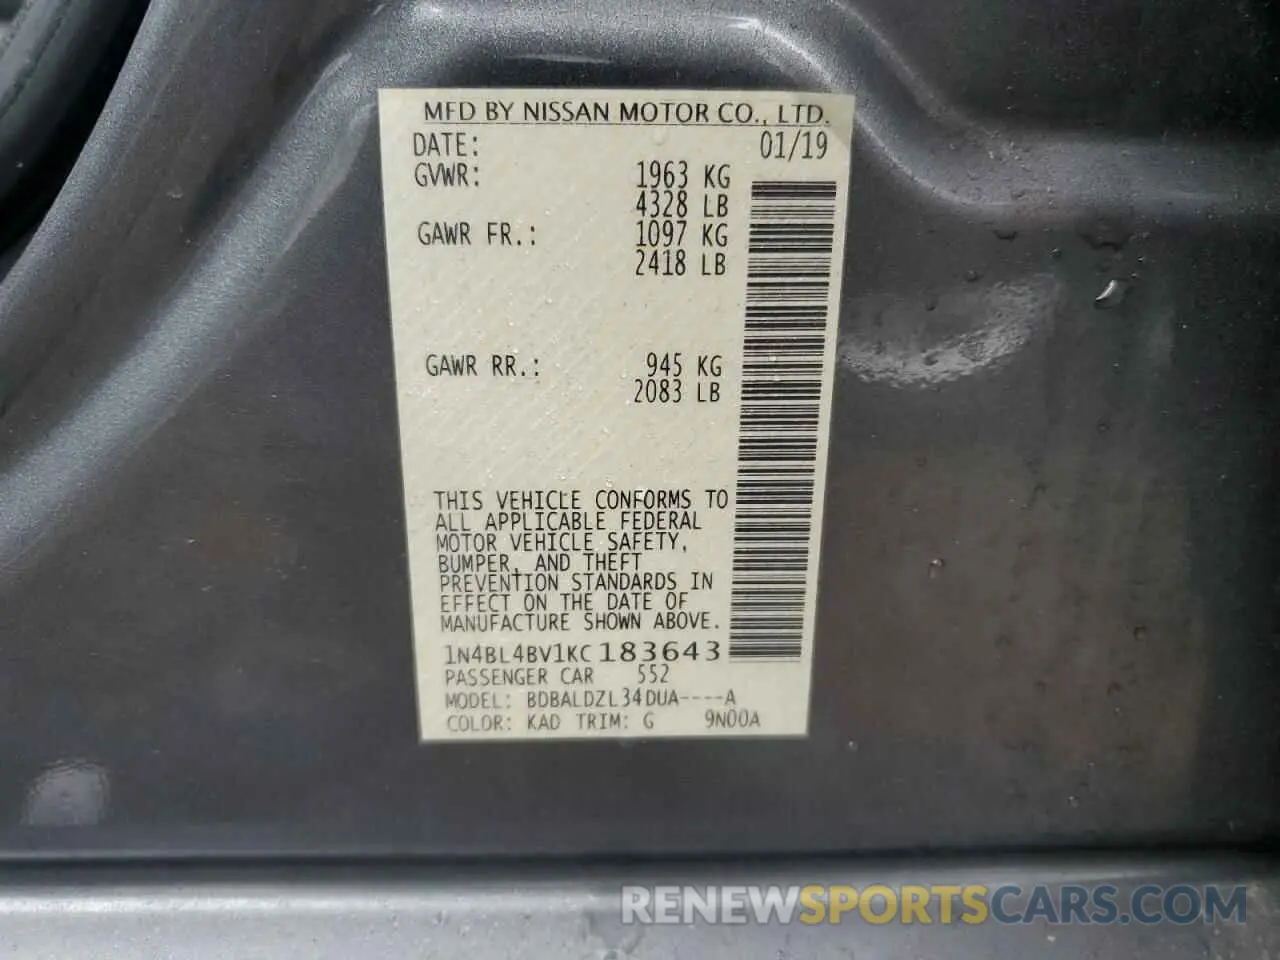 MFD BY NISSAN MOTOR CO., LTD.
DATE: 01/19
GVWR: 1963 KG
4328 LB
GAWR FR.: 1097 KG
2418 LB
GAWR RR.: 945 KG
2083 LB
THIS VEHICLE CONFORMS TO
ALL APPLICABLE FEDERAL
MOTOR VEHICLE SAFETY,
BUMPER, AND THEFT
PREVENTION STANDARDS IN
EFFECT ON THE DATE OF
MANUFACTURE SHOWN ABOVE.
1N4BL4BV1KC183643
PASSENGER CAR 552
MODEL: BDBALDZL34DUA----A
COLOR: KAD TRIM: G 9N00A
RENEWSPORTSCARS.COM